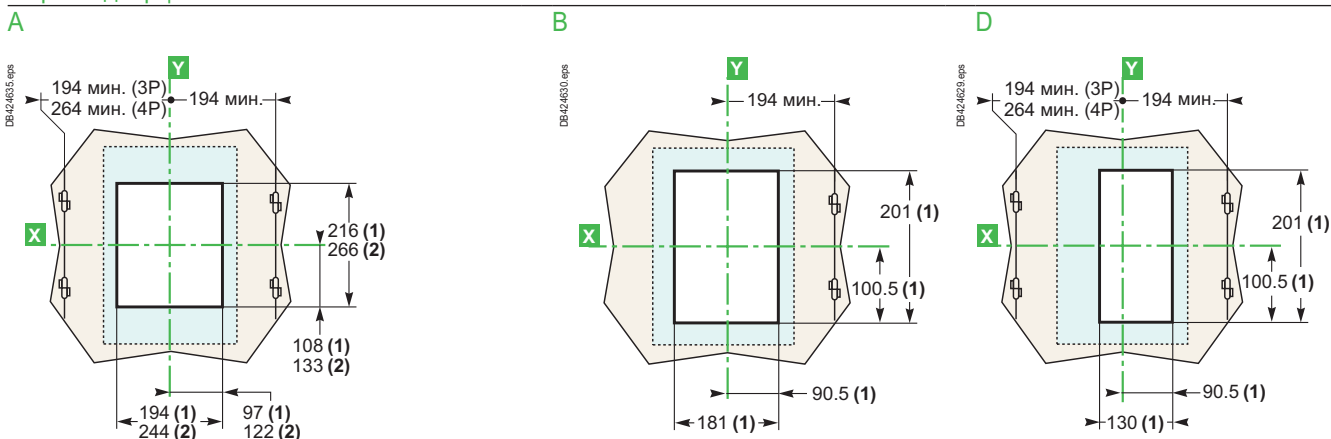 A
B
D
DB424635.eps
Y
194 мин. (3P)
264 мин. (4P)
194 мин.
X
216 (1)
266 (2)
108 (1)
133 (2)
194 (1)
244 (2)
97 (1)
122 (2)
DB424630.eps
Y
194 мин.
X
201 (1)
100.5 (1)
90.5 (1)
181 (1)
DB424629.eps
Y
194 мин. (3P)
264 мин. (4P)
194 мин.
X
201 (1)
100.5 (1)
90.5 (1)
130 (1)